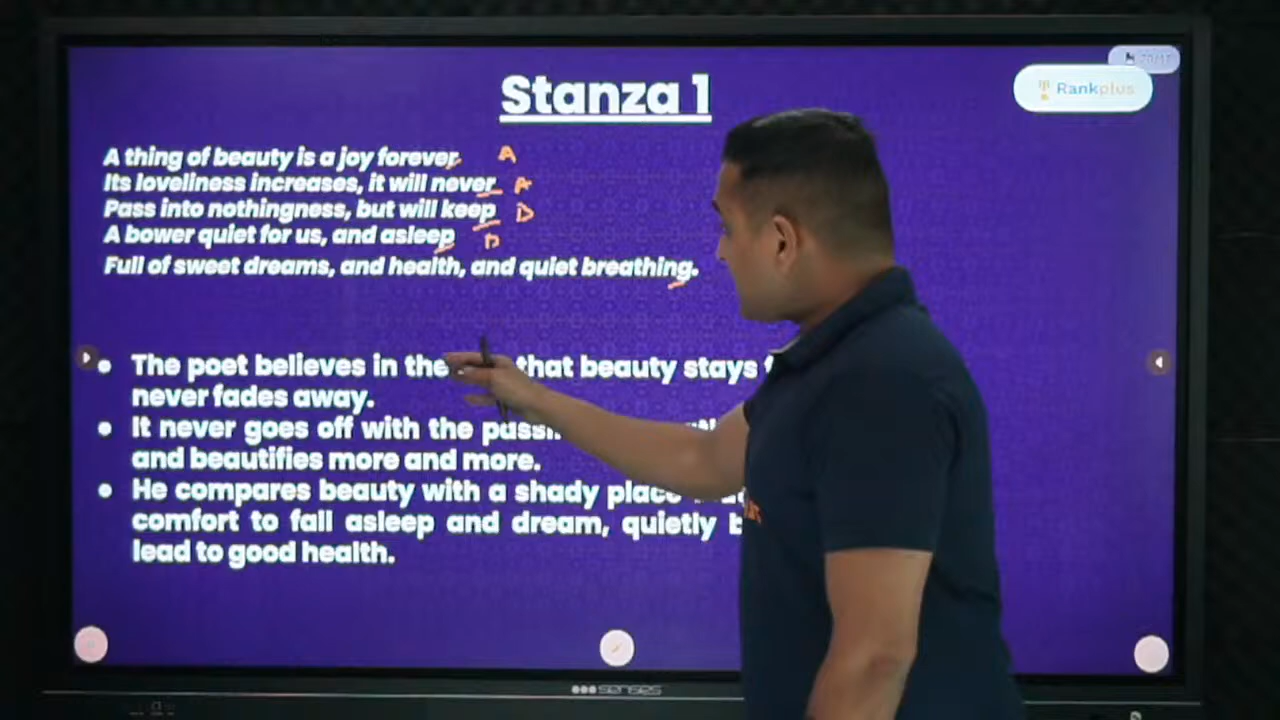 Stanza 1
Rankplus
A thing of beauty is a joy forever A
Its loveliness increases, it will never A
Pass into nothingness, but will keep B
A bower quiet for us, and asleep B
Full of sweet dreams, and health, and quiet breathing.
The poet believes in the that beauty stays
never fades away.
It never goes off with the
and beautifies more and more.
He compares beauty with a shady place
comfort to fall asleep and dream, quietly
lead to good health.
senses